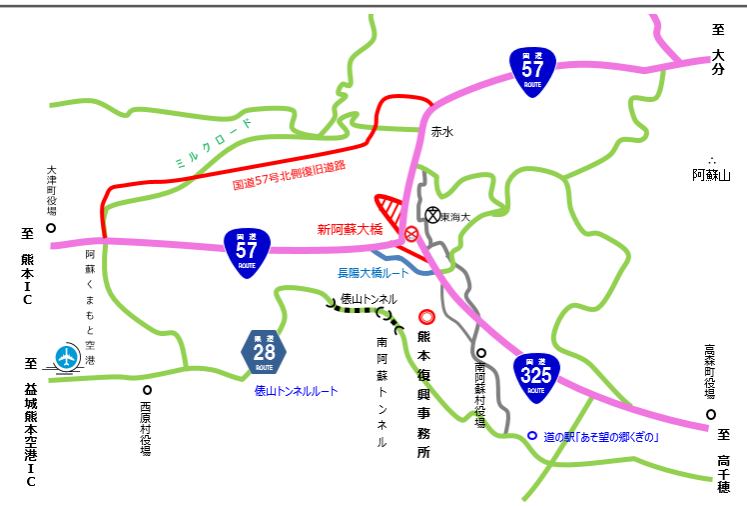 至 大分
国道
57
ROUTE
赤水
ミルクロード
国道57号北側復旧道路
阿蘇山
大津町役場
東海大
新阿蘇大橋
至 熊本IC
国道
57
ROUTE
長陽大橋ルート
阿蘇くまもと空港
俵山トンネル
県道
28
ROUTE
南阿蘇トンネル
熊本復興事務所
至 益城熊本空港IC
俵山トンネルルート
西原村役場
南阿蘇村役場
国道
325
ROUTE
高森町役場
道の駅「あそ望の郷くぎの」
至 高千穂